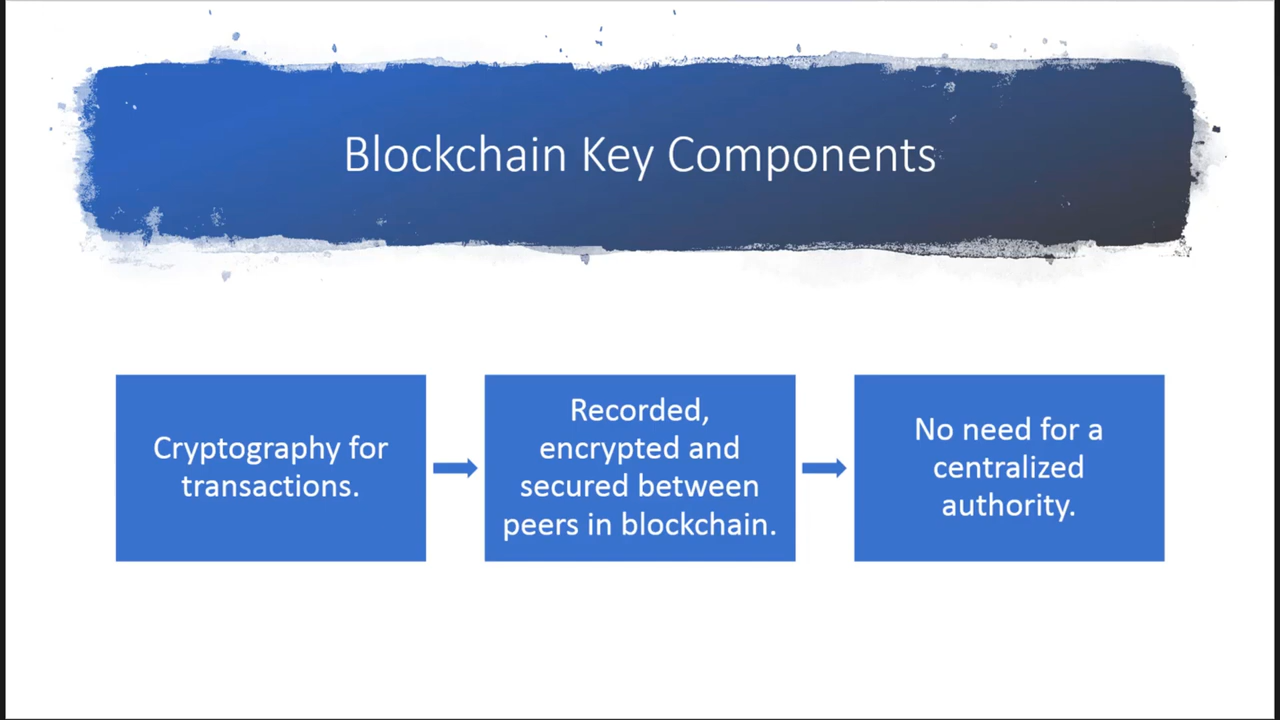 Blockchain Key Components
Cryptography for
transactions.
Recorded,
encrypted and
secured between
peers in blockchain.
No need for a
centralized
authority.